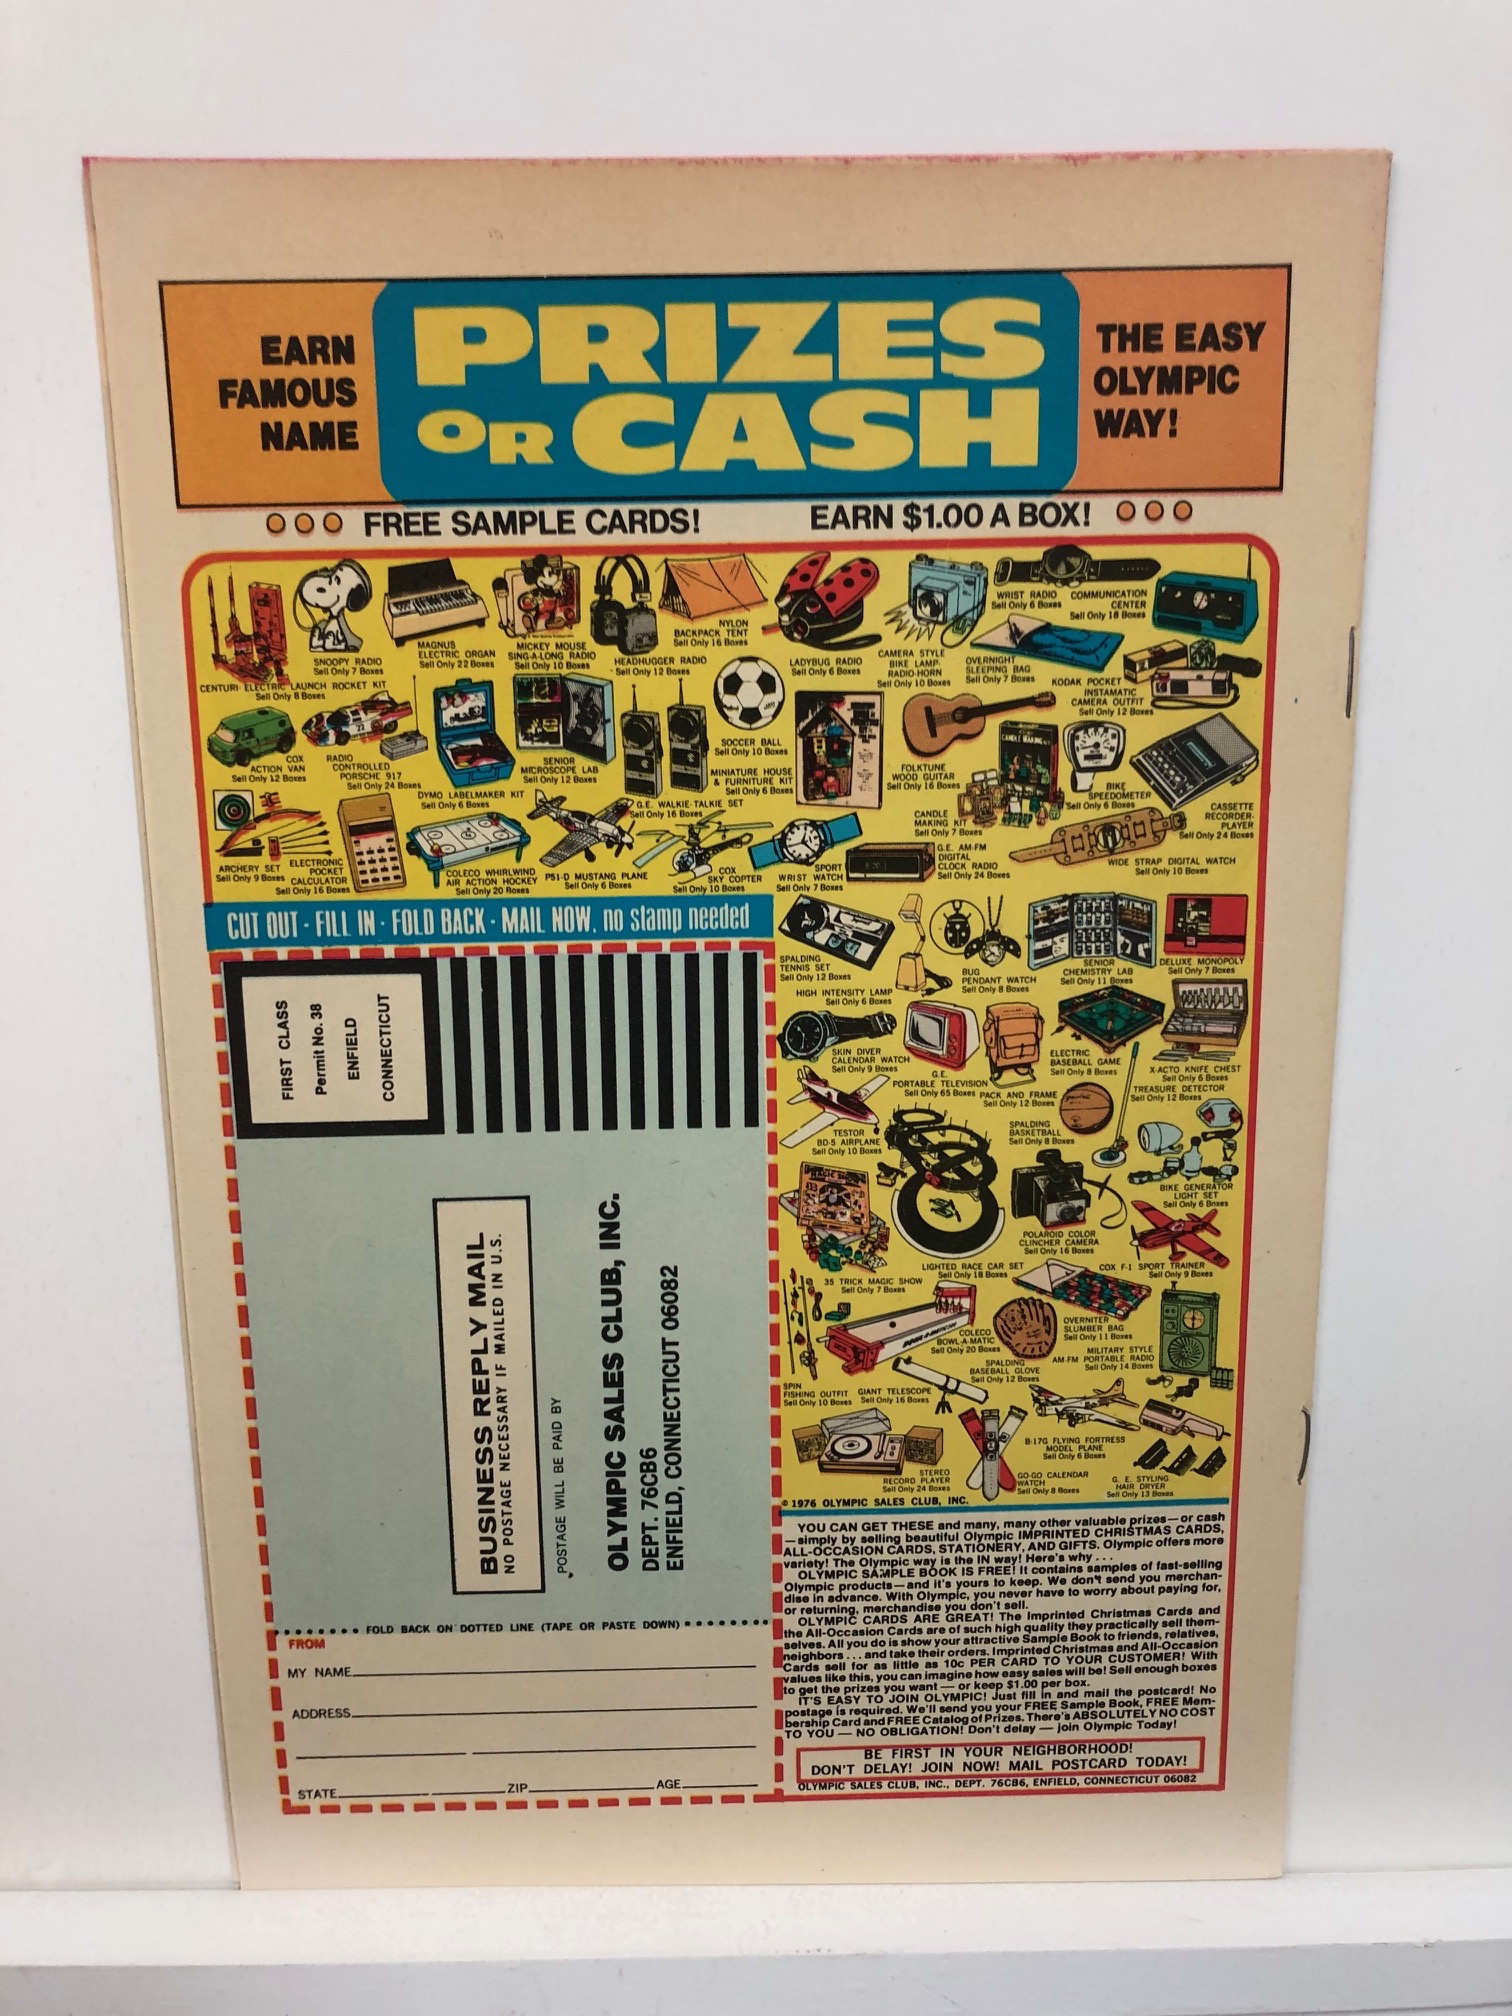 EARN
FAMOUS
NAME
PRIZES
OR CASH
THE EASY
OLYMPIC
WAY!
FREE SAMPLE CARDS!
EARN $1.00 A BOX!
CENTURI ELECTRIC LAUNCH ROCKET KIT
Sell Only 8 Boxes
SNOOPY RADIO
Sell Only 7 Boxes
MAGNUS
ELECTRIC ORGAN
Sell Only 22 Boxes
MICKEY MOUSE
SING-A-LONG RADIO
Sell Only 10 Boxes
HEADHUGGER RADIO
Sell Only 12 Boxes
NYLON
BACKPACK TENT
Sell Only 16 Boxes
LADYBUG RADIO
Sell Only 6 Boxes
CAMERA STYLE
BIKE LAMP-
RADIO-HORN
Sell Only 10 Boxes
WRIST RADIO
Sell Only 6 Boxes
COMMUNICATION
CENTER
Sell Only 18 Boxes
OVERNIGHT
SLEEPING BAG
Sell Only 7 Boxes
KODAK POCKET
INSTAMATIC
CAMERA OUTFIT
Sell Only 12 Boxes
COX
ACTION VAN
Sell Only 12 Boxes
RADIO
CONTROLLED
PORSCHE 917
Sell Only 24 Boxes
DYMO LABELMAKER KIT
Sell Only 6 Boxes
SENIOR
MICROSCOPE LAB
Sell Only 12 Boxes
G.E. WALKIE-TALKIE SET
Sell Only 16 Boxes
SOCCER BALL
Sell Only 10 Boxes
MINIATURE HOUSE
& FURNITURE KIT
Sell Only 6 Boxes
FOLKTUNE
WOOD GUITAR
Sell Only 16 Boxes
CANDLE
MAKING KIT
Sell Only 7 Boxes
BIKE
SPEEDOMETER
Sell Only 6 Boxes
CASSETTE
RECORDER-
PLAYER
Sell Only 24 Boxes
ARCHERY SET
Sell Only 9 Boxes
ELECTRONIC
POCKET
CALCULATOR
Sell Only 16 Boxes
COLECO WHIRLWIND
AIR ACTION HOCKEY
Sell Only 20 Boxes
P51-D MUSTANG PLANE
Sell Only 6 Boxes
COX
SKY COPTER
Sell Only 10 Boxes
SPORT
WRIST WATCH
Sell Only 7 Boxes
G.E. AM-FM
DIGITAL
CLOCK RADIO
Sell Only 24 Boxes
WIDE STRAP DIGITAL WATCH
Sell Only 10 Boxes
CUT OUT - FILL IN - FOLD BACK - MAIL NOW, no stamp needed
FIRST CLASS
Permit No. 38
ENFIELD
CONNECTICUT
BUSINESS REPLY MAIL
NO POSTAGE NECESSARY IF MAILED IN U.S.
POSTAGE WILL BE PAID BY
OLYMPIC SALES CLUB, INC.
DEPT. 76CB6
ENFIELD, CONNECTICUT 06082
FOLD BACK ON DOTTED LINE (TAPE OR PASTE DOWN)
FROM
MY NAME
ADDRESS
STATE ZIP AGE
SPALDING
TENNIS SET
Sell Only 12 Boxes
HIGH INTENSITY LAMP
Sell Only 6 Boxes
BUG
PENDANT WATCH
Sell Only 8 Boxes
SENIOR
CHEMISTRY LAB
Sell Only 11 Boxes
DELUXE MONOPOLY
Sell Only 7 Boxes
SKIN DIVER
CALENDAR WATCH
Sell Only 9 Boxes
G.E.
PORTABLE TELEVISION
Sell Only 65 Boxes
PACK AND FRAME
Sell Only 12 Boxes
ELECTRIC
BASEBALL GAME
Sell Only 8 Boxes
X-ACTO KNIFE CHEST
Sell Only 6 Boxes
TREASURE DETECTOR
Sell Only 12 Boxes
TESTOR
BD-5 AIRPLANE
Sell Only 10 Boxes
SPALDING
BASKETBALL
Sell Only 8 Boxes
BIKE GENERATOR
LIGHT SET
Sell Only 6 Boxes
POLAROID COLOR
CLINCHER CAMERA
Sell Only 16 Boxes
LIGHTED RACE CAR SET
Sell Only 18 Boxes
COX F-1 SPORT TRAINER
Sell Only 9 Boxes
35 TRICK MAGIC SHOW
Sell Only 7 Boxes
COLECO
BOWL-A-MATIC
Sell Only 20 Boxes
OVERNITER
SLUMBER BAG
Sell Only 11 Boxes
SPALDING
BASEBALL GLOVE
Sell Only 12 Boxes
MILITARY STYLE
AM-FM PORTABLE RADIO
Sell Only 14 Boxes
SPIN
FISHING OUTFIT
Sell Only 10 Boxes
GIANT TELESCOPE
Sell Only 16 Boxes
B-17G FLYING FORTRESS
MODEL PLANE
Sell Only 6 Boxes
STEREO
RECORD PLAYER
Sell Only 24 Boxes
GO-GO CALENDAR
WATCH
Sell Only 8 Boxes
G. E. STYLING
HAIR DRYER
Sell Only 13 Boxes
© 1976 OLYMPIC SALES CLUB, INC.
YOU CAN GET THESE and many, many other valuable prizes—or cash
—simply by selling beautiful Olympic IMPRINTED CHRISTMAS CARDS,
ALL-OCCASION CARDS, STATIONERY, AND GIFTS. Olympic offers more
variety! The Olympic way is the IN way! Here's why . . .
OLYMPIC SAMPLE BOOK IS FREE! It contains samples of fast-selling
Olympic products—and it's yours to keep. We don't send you merchan-
dise in advance. With Olympic, you never have to worry about paying for,
or returning, merchandise you don't sell.
OLYMPIC CARDS ARE GREAT! The Imprinted Christmas Cards and
the All-Occasion Cards are of such high quality they practically sell them-
selves. All you do is show your attractive Sample Book to friends, relatives,
neighbors . . . and take their orders. Imprinted Christmas and All-Occasion
Cards sell for as little as 10c PER CARD TO YOUR CUSTOMER! With
values like this, you can imagine how easy sales will be! Sell enough boxes
to get the prizes you want — or keep $1.00 per box.
IT'S EASY TO JOIN OLYMPIC! Just fill in and mail the postcard! No
postage is required. We'll send you your FREE Sample Book, FREE Mem-
bership Card and FREE Catalog of Prizes. There's ABSOLUTELY NO COST
TO YOU — NO OBLIGATION! Don't delay — join Olympic Today!
BE FIRST IN YOUR NEIGHBORHOOD!
DON'T DELAY! JOIN NOW! MAIL POSTCARD TODAY!
OLYMPIC SALES CLUB, INC., DEPT. 76CB6, ENFIELD, CONNECTICUT 06082